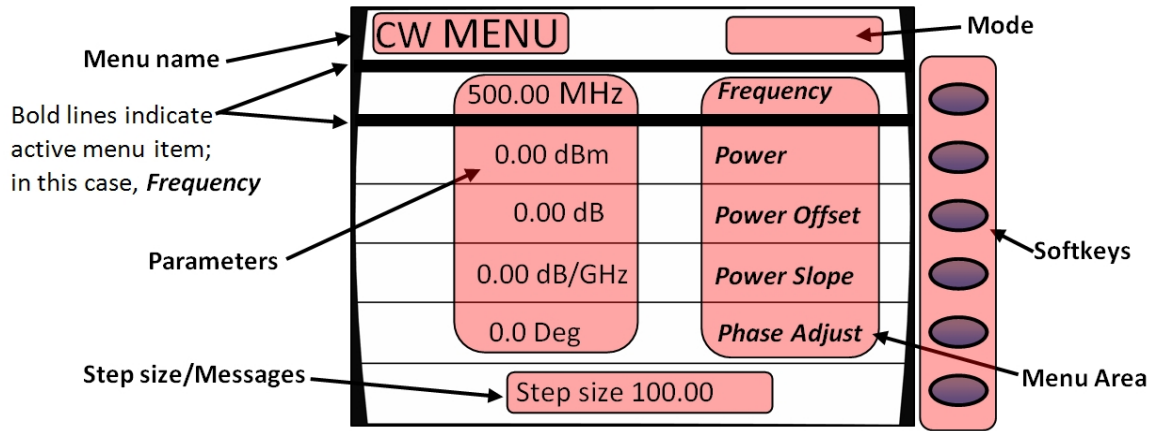 CW MENU
Mode
Menu name
500.00 MHz Frequency
Bold lines indicate
active menu item;
in this case, Frequency
0.00 dBm Power
0.00 dB Power Offset
Parameters
Softkeys
0.00 dB/GHz Power Slope
0.0 Deg Phase Adjust
Step size/Messages
Menu Area
Step size 100.00